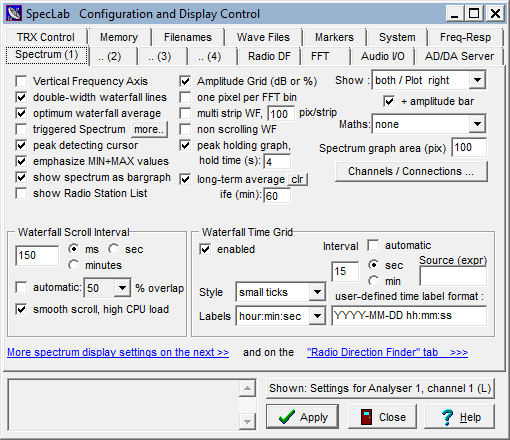 SpecLab   Configuration and Display Control
TRX Control Memory Filenames Wave Files Markers System Freq-Resp
Spectrum (1) .. (2) .. (3) .. (4) Radio DF FFT Audio I/O AD/DA Server
Vertical Frequency Axis
double-width waterfall lines
optimum waterfall average
triggered Spectrum more..
peak detecting cursor
emphasize MIN+MAX values
show spectrum as bargraph
show Radio Station List
Amplitude Grid (dB or %)
one pixel per FFT bin
multi strip WF, 100 pix/strip
non scrolling WF
peak holding graph,
hold time (s): 4
long-term average clr
ife (min): 60
Show : both / Plot right
+ amplitude bar
Maths: none
Spectrum graph area (pix) 100
Channels / Connections ...
Waterfall Scroll Interval
150 ms sec
minutes
automatic: 50 % overlap
smooth scroll, high CPU load
Waterfall Time Grid
enabled
Interval automatic
15 sec Source (expr)
min
Style small ticks
user-defined time label format :
Labels hour:min:sec YYYY-MM-DD hh:mm:ss
More spectrum display settings on the next >> and on the "Radio Direction Finder" tab >>>
Shown: Settings for Analyser 1, channel 1 (L)
Apply Close ? Help